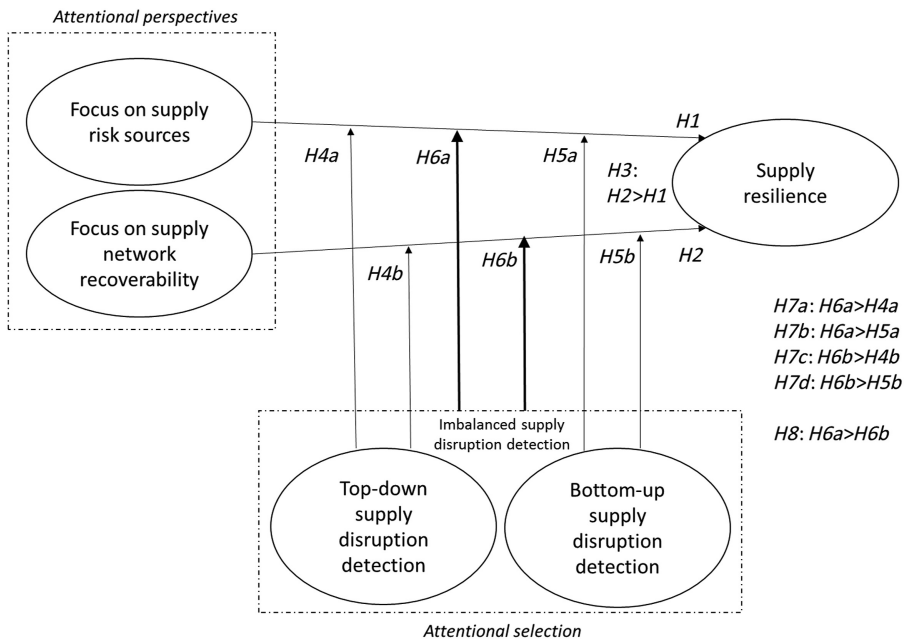 Attentional perspectives
Focus on supply
risk sources
Focus on supply
network
recoverability
H4a
H6a
H5a
H1
H3:
H2>H1
H4b
H6b
H5b
H2
Supply
resilience
H7a: H6a>H4a
H7b: H6a>H5a
H7c: H6b>H4b
H7d: H6b>H5b
H8: H6a>H6b
Imbalanced supply
disruption detection
Top-down
supply
disruption
detection
Bottom-up
supply
disruption
detection
Attentional selection